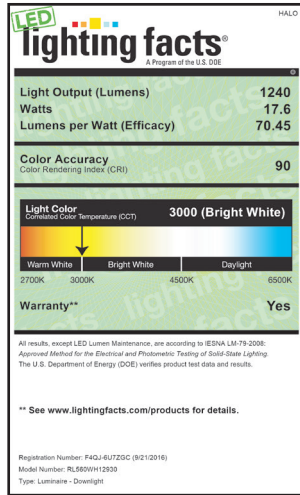 HALO
LED
lighting facts®
A Program of the U.S. DOE
Light Output (Lumens) 1240
Watts 17.6
Lumens per Watt (Efficacy) 70.45
Color Accuracy
Color Rendering Index (CRI) 90
Light Color
Correlated Color Temperature (CCT) 3000 (Bright White)
Warm White Bright White Daylight
2700K 3000K 4500K 6500K
Warranty** Yes
All results, except LED Lumen Maintenance, are according to IESNA LM-79-2008:
Approved Method for the Electrical and Photometric Testing of Solid-State Lighting.
The U.S. Department of Energy (DOE) verifies product test data and results.
** See www.lightingfacts.com/products for details.
Registration Number: F4QJ-6U7ZGC (9/21/2016)
Model Number: RL560WH12930
Type: Luminaire - Downlight